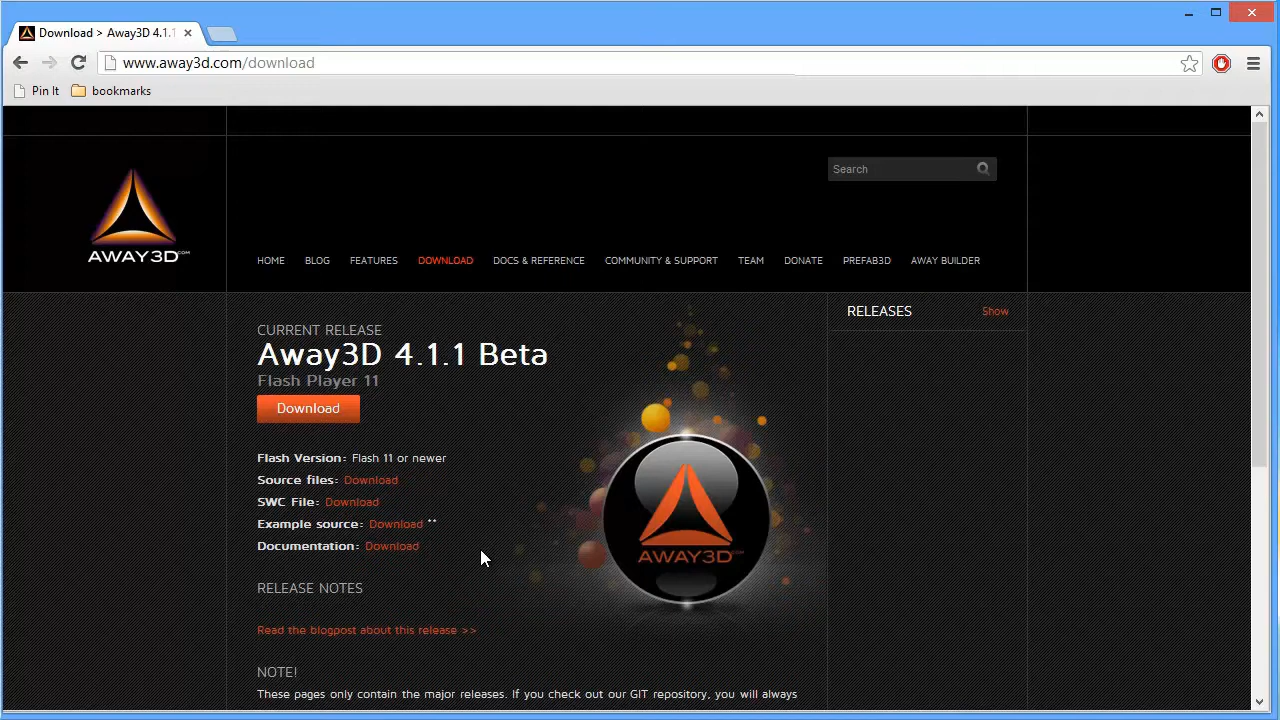 Download > Away3D 4.1.1
www.away3d.com/download
Pin It bookmarks
Search
AWAY3D.COM
HOME BLOG FEATURES DOWNLOAD DOCS & REFERENCE COMMUNITY & SUPPORT TEAM DONATE PREFAB3D AWAY BUILDER
CURRENT RELEASE
Away3D 4.1.1 Beta
Flash Player 11
Download
Flash Version: Flash 11 or newer
Source files: Download
SWC File: Download
Example source: Download **
Documentation: Download
RELEASE NOTES
Read the blogpost about this release >>
NOTE!
These pages only contain the major releases. If you check out our GIT repository, you will always
AWAY3D.COM
RELEASES Show